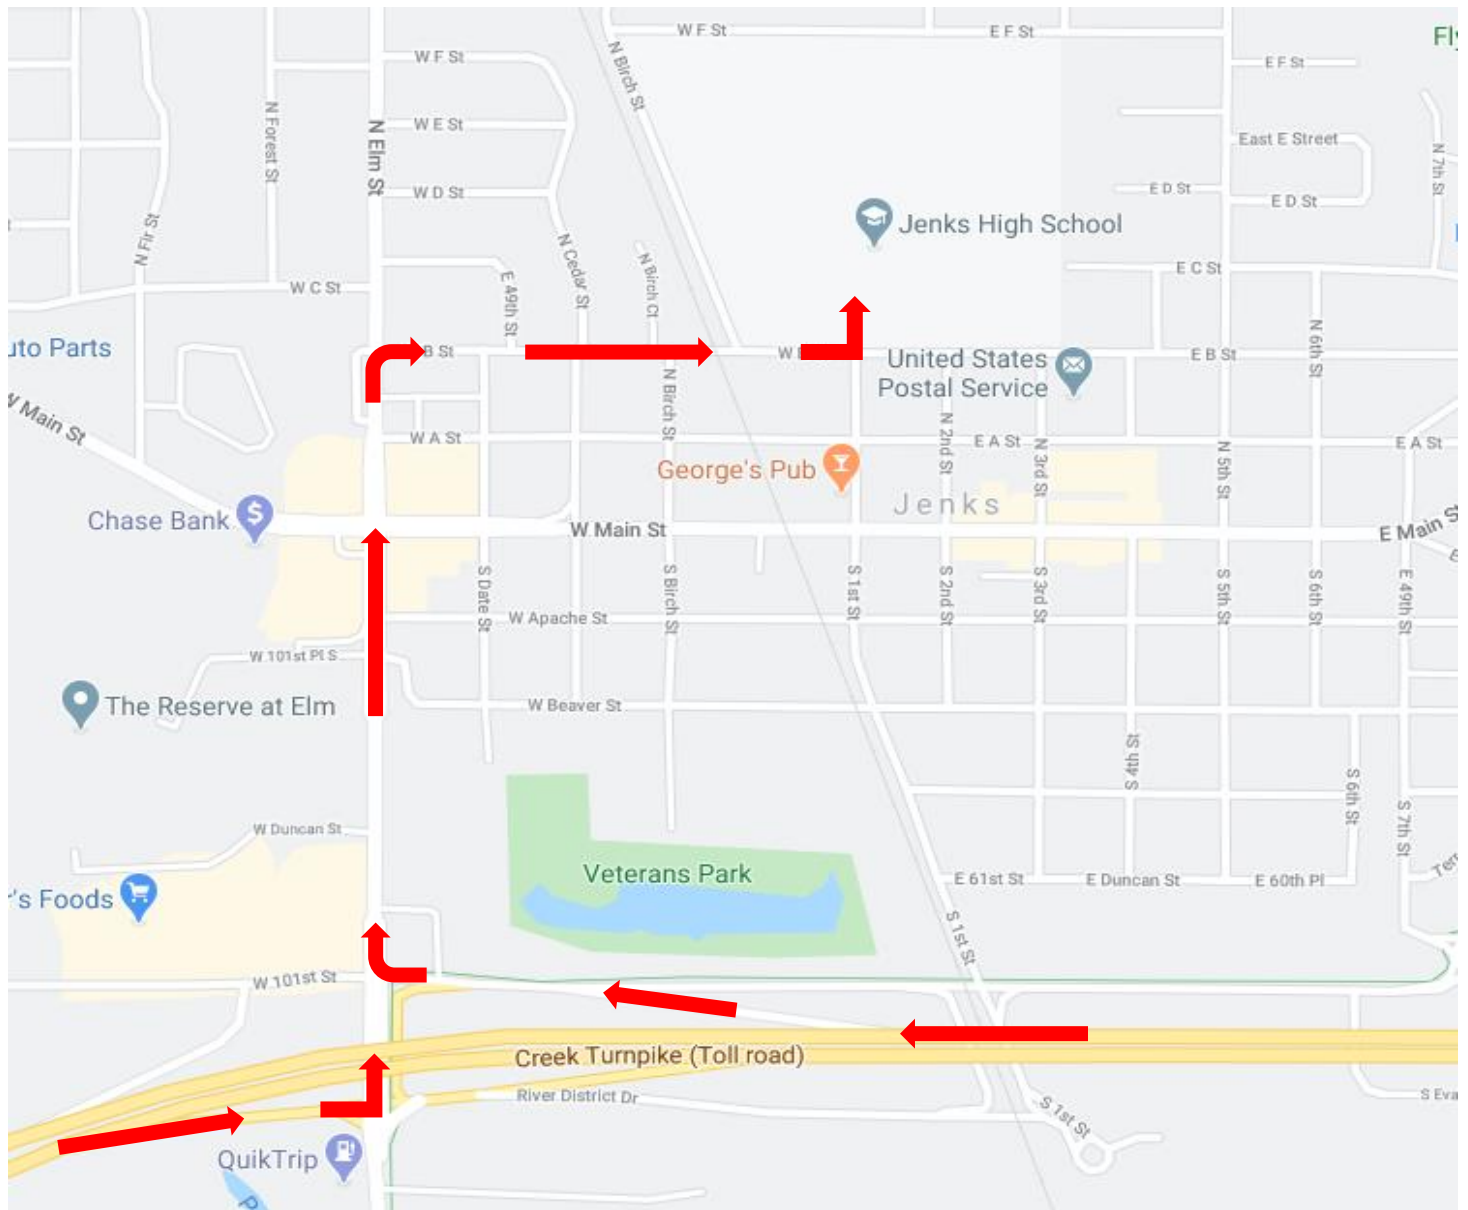 W F St
E F St
Fly
W F St
N Birch St
E F St
N Forest St
N Elm St
W E St
East E Street
N 7th St
W D St
E D St
E D St
N Fir St
Jenks High School
N Cedar St
N Birch Ct
E C St
W C St
E 49th St
uto Parts
B St
W
United States
Postal Service
E B St
N 6th St
W Main St
N Birch St
W A St
N 2nd St
E A St
N 3rd St
N 5th St
E A St
George's Pub
Jenks
Chase Bank
W Main St
E Main S
S Date St
S Birch St
S 1st St
S 2nd St
S 3rd St
S 5th St
S 6th St
E 49th St
W Apache St
W 101st Pl S
The Reserve at Elm
W Beaver St
S 4th St
S 6th St
S 7th St
W Duncan St
Veterans Park
E 61st St
E Duncan St
E 60th Pl
Terr
r's Foods
S 1st St
W 101st St
Creek Turnpike (Toll road)
River District Dr
S Eva
S 1st St
QuikTrip
P